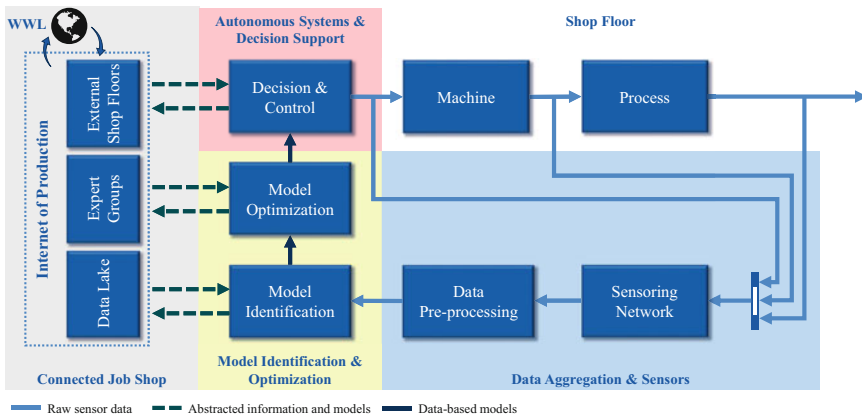 WWL
Autonomous Systems &
Decision Support
Shop Floor
Internet of Production
External
Shop Floors
Decision &
Control
Machine
Process
Expert
Groups
Model
Optimization
Data Lake
Model
Identification
Data
Pre-processing
Sensoring
Network
Connected Job Shop
Model Identification &
Optimization
Data Aggregation & Sensors
Raw sensor data
Abstracted information and models
Data-based models